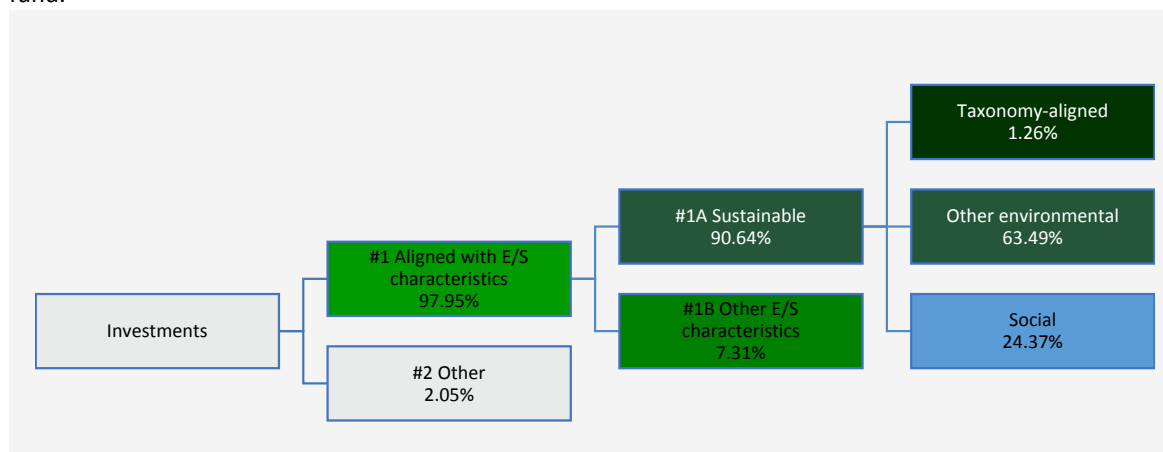 Taxonomy-aligned
1.26%
#1A Sustainable
90.64%
Other environmental
63.49%
#1 Aligned with E/S
characteristics
97.95%
Investments
#1B Other E/S
characteristics
7.31%
Social
24.37%
#2 Other
2.05%